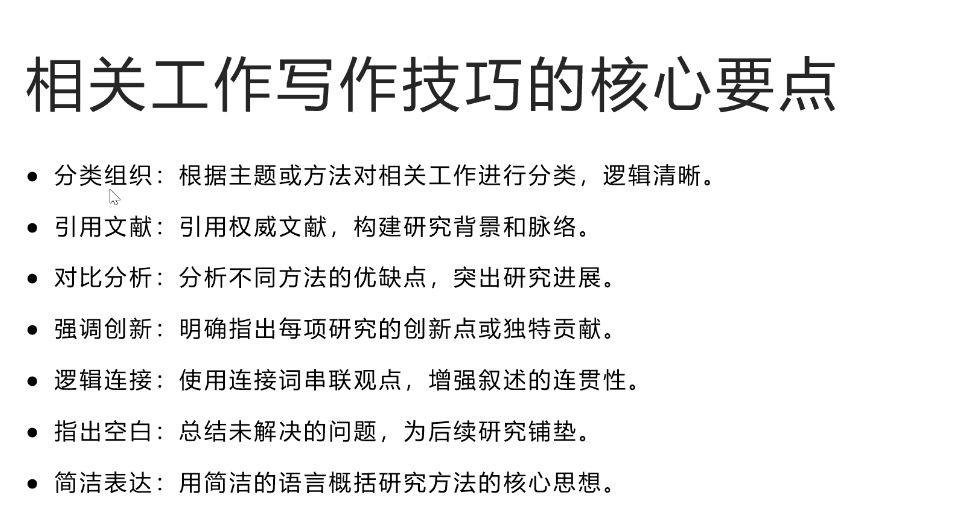 相关工作写作技巧的核心要点
• 分类组织：根据主题或方法对相关工作进行分类，逻辑清晰。
• 引用文献：引用权威文献，构建研究背景和脉络。
• 对比分析：分析不同方法的优缺点，突出研究进展。
• 强调创新：明确指出每项研究的创新点或独特贡献。
• 逻辑连接：使用连接词串联观点，增强叙述的连贯性。
• 指出空白：总结未解决的问题，为后续研究铺垫。
• 简洁表达：用简洁的语言概括研究方法的核心思想。